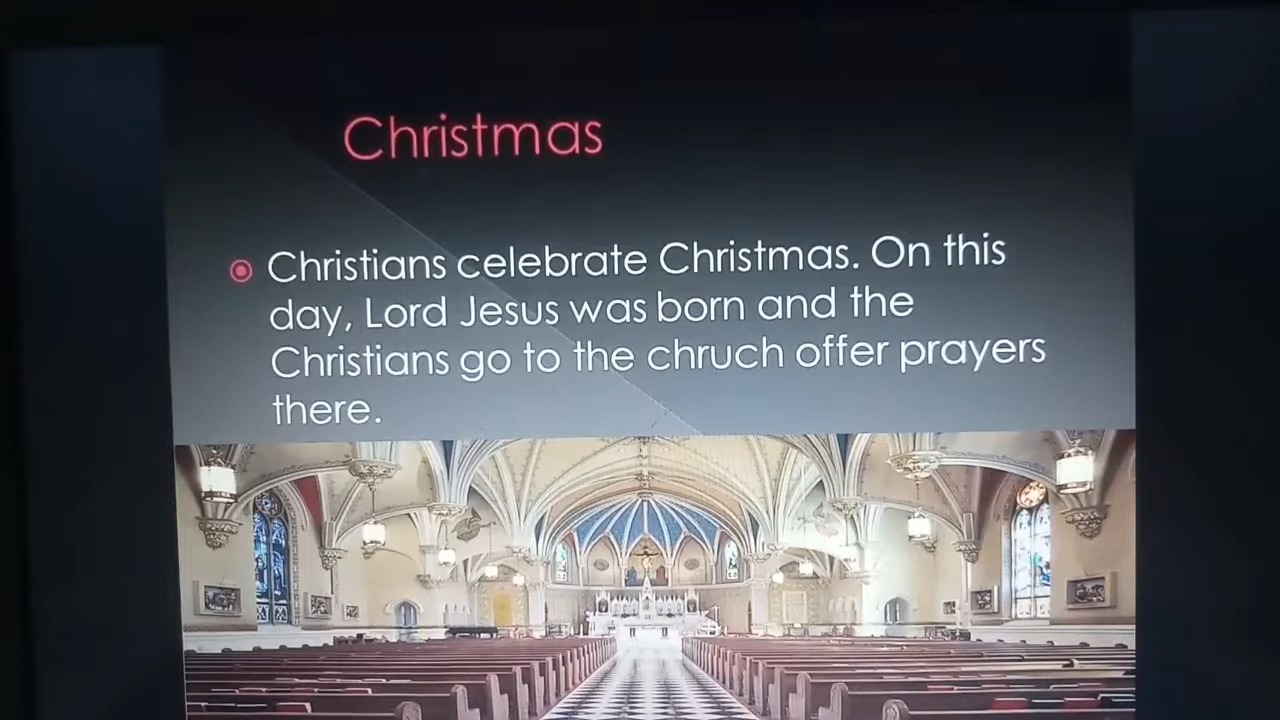 Christmas
Christians celebrate Christmas. On this
day, Lord Jesus was born and the
Christians go to the chruch offer prayers
there.